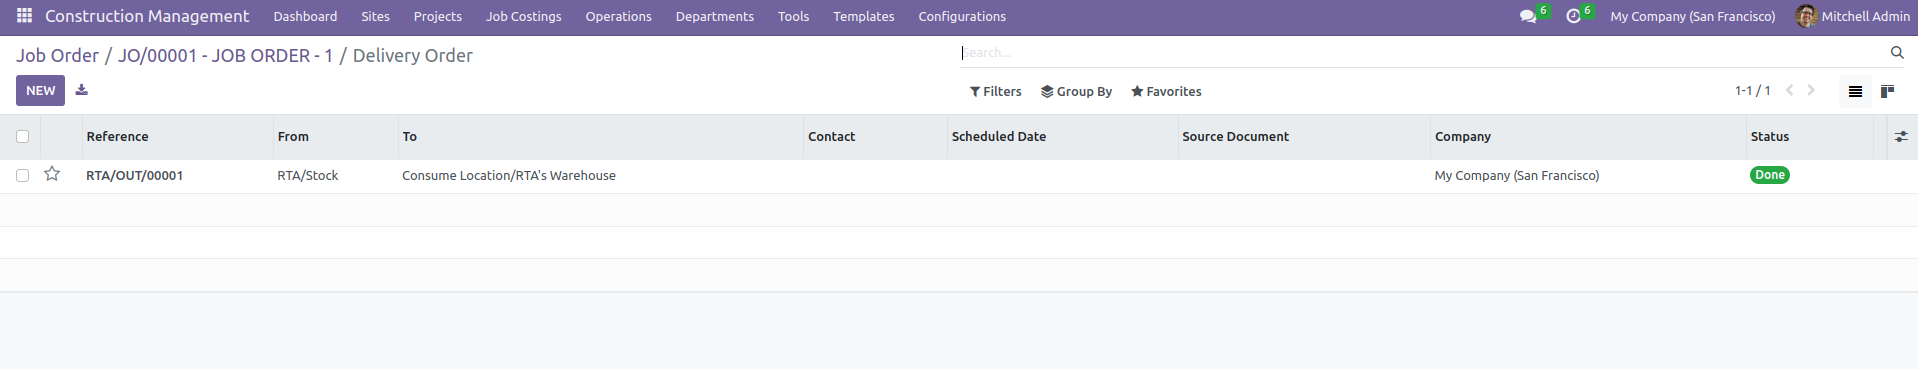 Construction Management Dashboard Sites Projects Job Costings Operations Departments Tools Templates Configurations 6 6 My Company (San Francisco) Mitchell Admin
Job Order / JO/00001 - JOB ORDER - 1 / Delivery Order Search...
NEW Filters Group By Favorites 1-1 / 1
Reference From To Contact Scheduled Date Source Document Company Status
RTA/OUT/00001 RTA/Stock Consume Location/RTA's Warehouse My Company (San Francisco) Done